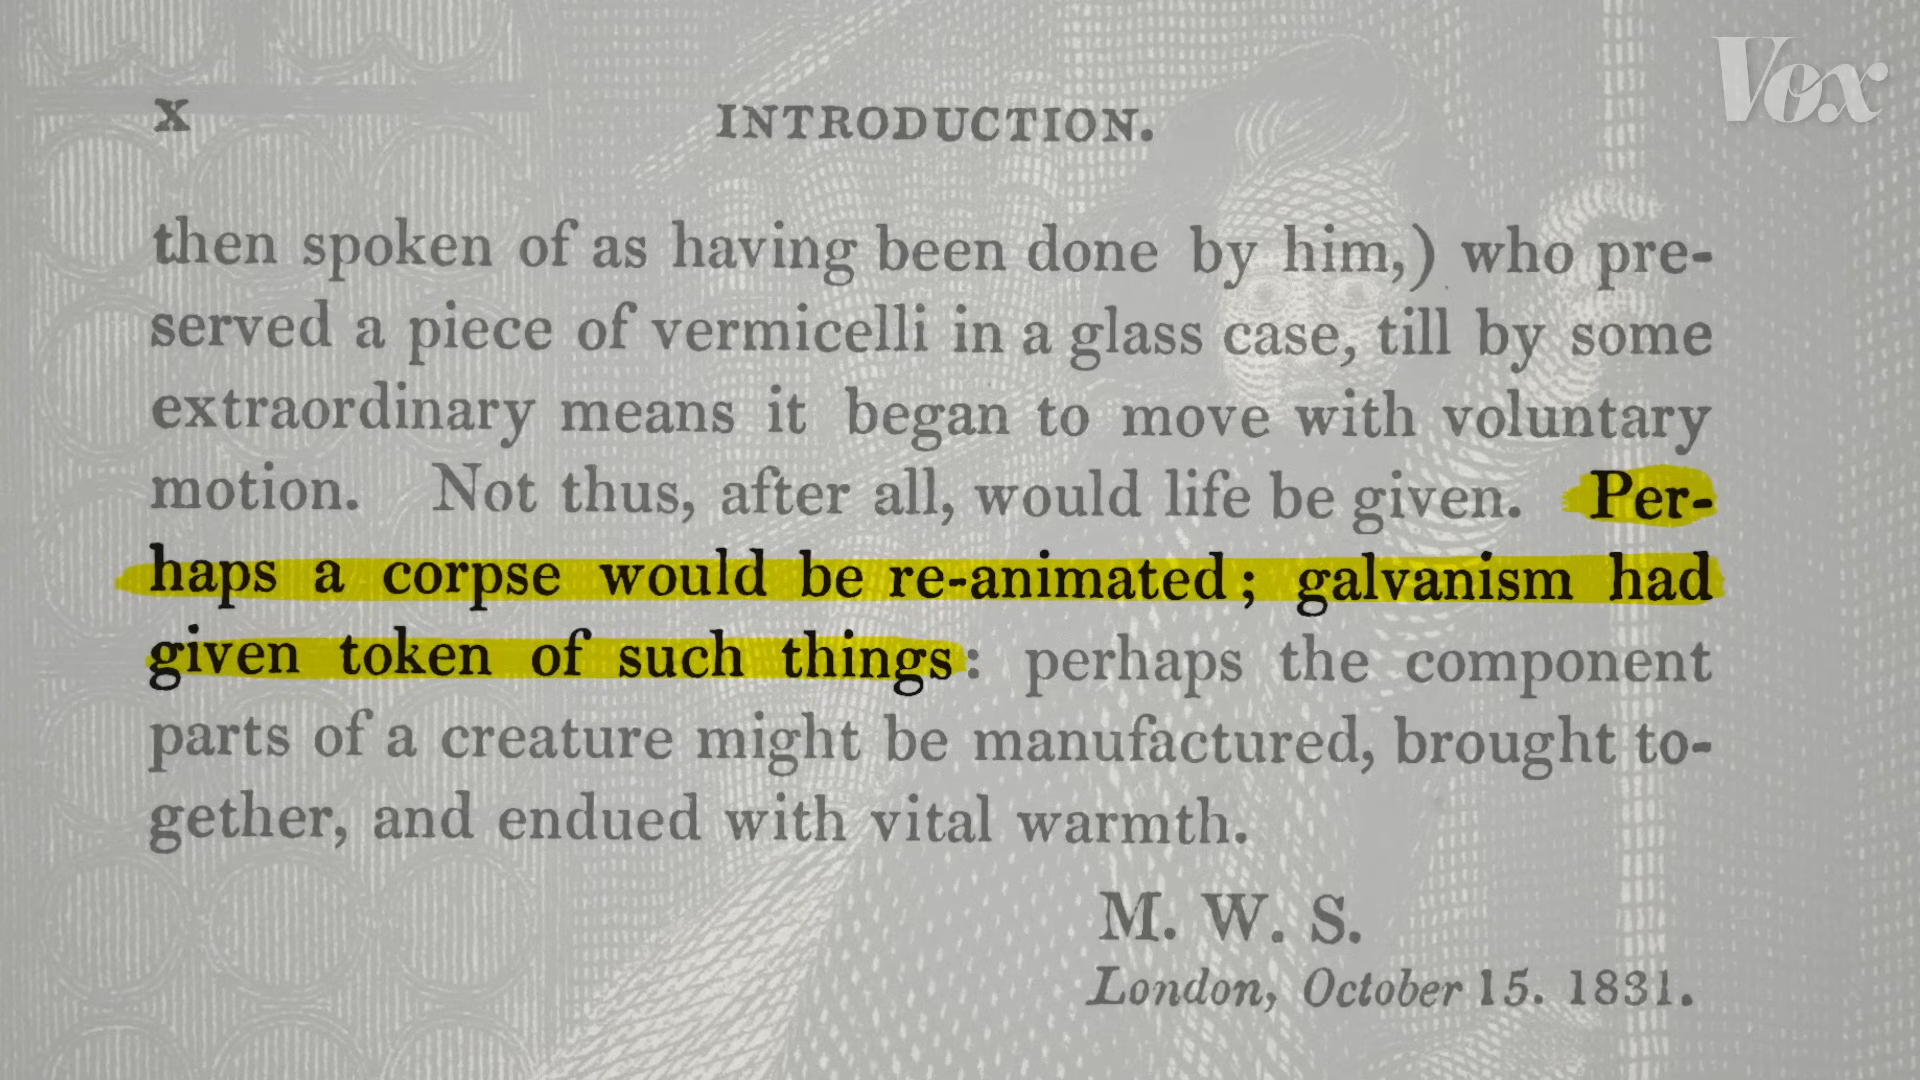 Vox
x INTRODUCTION.
then spoken of as having been done by him,) who pre-
served a piece of vermicelli in a glass case, till by some
extraordinary means it began to move with voluntary
motion. Not thus, after all, would life be given. Per-
haps a corpse would be re-animated; galvanism had
given token of such things: perhaps the component
parts of a creature might be manufactured, brought to-
gether, and endued with vital warmth.
M. W. S.
London, October 15. 1831.